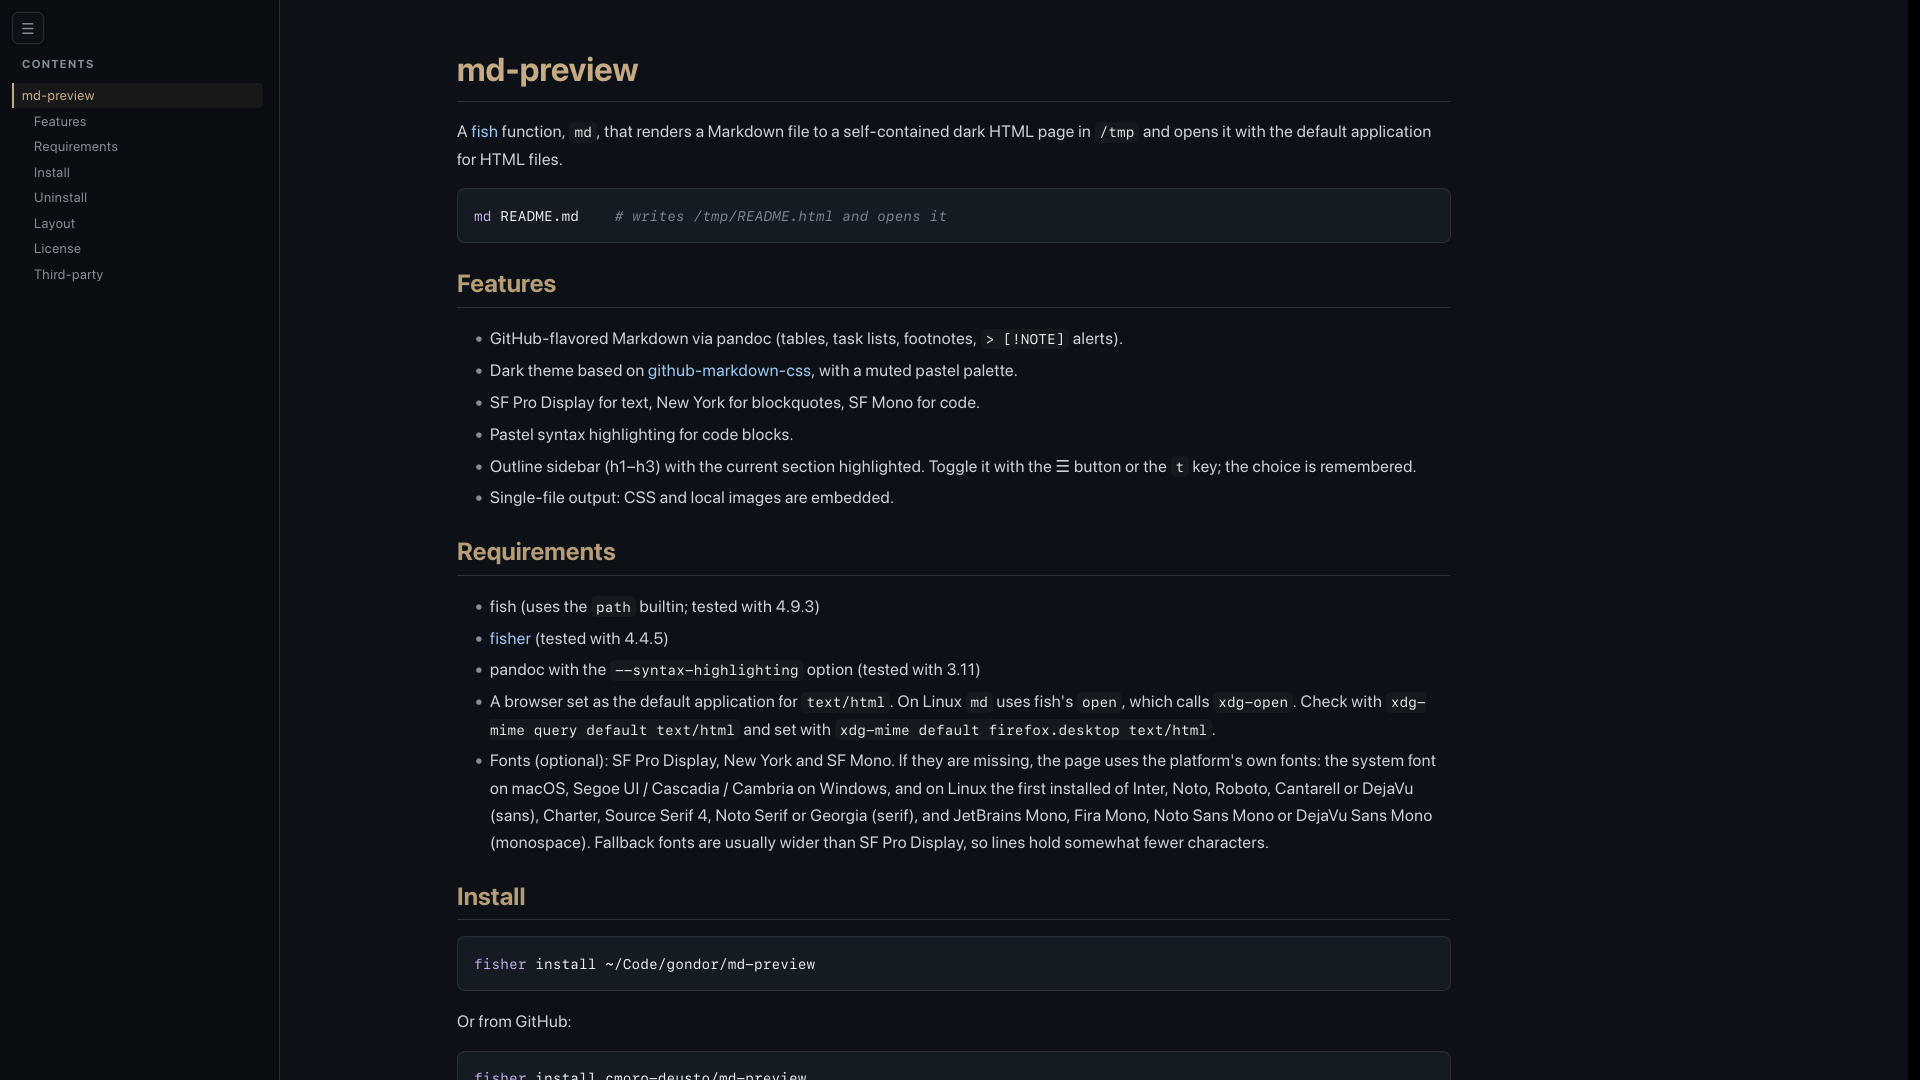 ☰
CONTENTS
md-preview
Features
Requirements
Install
Uninstall
Layout
License
Third-party
md-preview
A fish function, md, that renders a Markdown file to a self-contained dark HTML page in /tmp and opens it with the default application
for HTML files.
md README.md    # writes /tmp/README.html and opens it
Features
• GitHub-flavored Markdown via pandoc (tables, task lists, footnotes, > [!NOTE] alerts).
• Dark theme based on github-markdown-css, with a muted pastel palette.
• SF Pro Display for text, New York for blockquotes, SF Mono for code.
• Pastel syntax highlighting for code blocks.
• Outline sidebar (h1–h3) with the current section highlighted. Toggle it with the ☰ button or the t key; the choice is remembered.
• Single-file output: CSS and local images are embedded.
Requirements
• fish (uses the path builtin; tested with 4.9.3)
• fisher (tested with 4.4.5)
• pandoc with the --syntax-highlighting option (tested with 3.11)
• A browser set as the default application for text/html. On Linux md uses fish's open, which calls xdg-open. Check with xdg-
mime query default text/html and set with xdg-mime default firefox.desktop text/html.
• Fonts (optional): SF Pro Display, New York and SF Mono. If they are missing, the page uses the platform's own fonts: the system font
on macOS, Segoe UI / Cascadia / Cambria on Windows, and on Linux the first installed of Inter, Noto, Roboto, Cantarell or DejaVu
(sans), Charter, Source Serif 4, Noto Serif or Georgia (serif), and JetBrains Mono, Fira Mono, Noto Sans Mono or DejaVu Sans Mono
(monospace). Fallback fonts are usually wider than SF Pro Display, so lines hold somewhat fewer characters.
Install
fisher install ~/Code/gondor/md-preview
Or from GitHub:
fisher install cmoro-deusto/md-preview